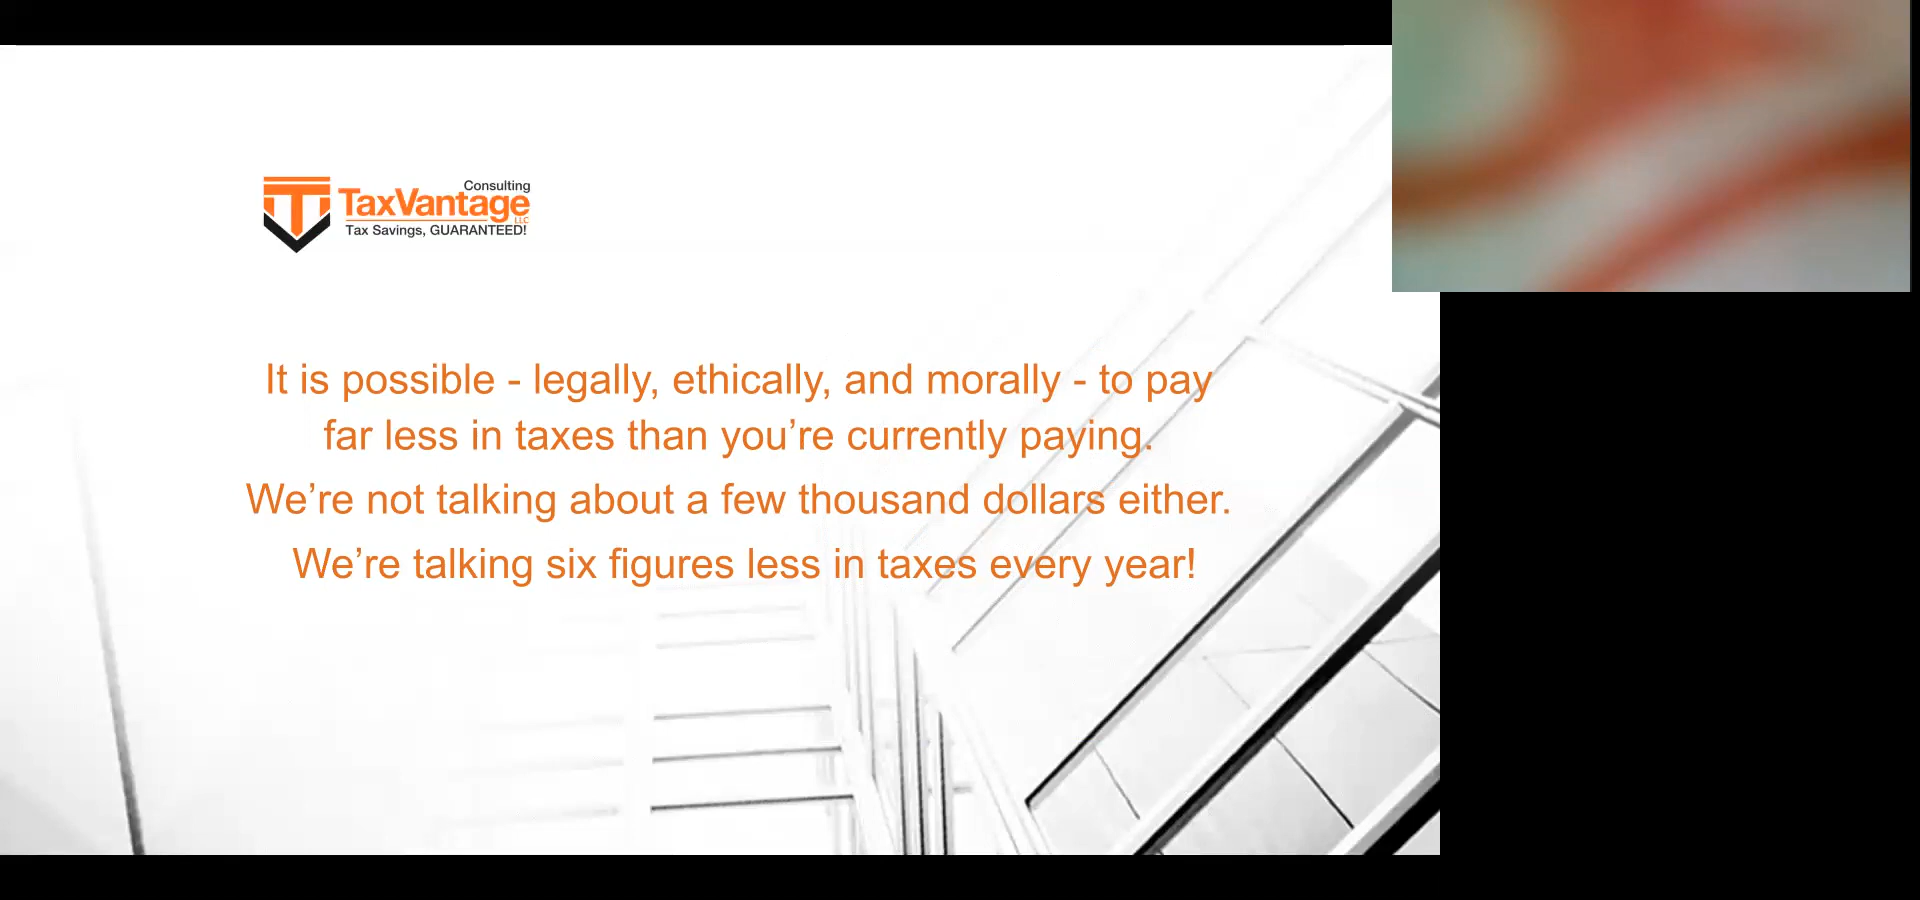 Consulting
TaxVantage
LLC
Tax Savings, GUARANTEED!
It is possible - legally, ethically, and morally - to pay
far less in taxes than you’re currently paying.
We’re not talking about a few thousand dollars either.
We’re talking six figures less in taxes every year!